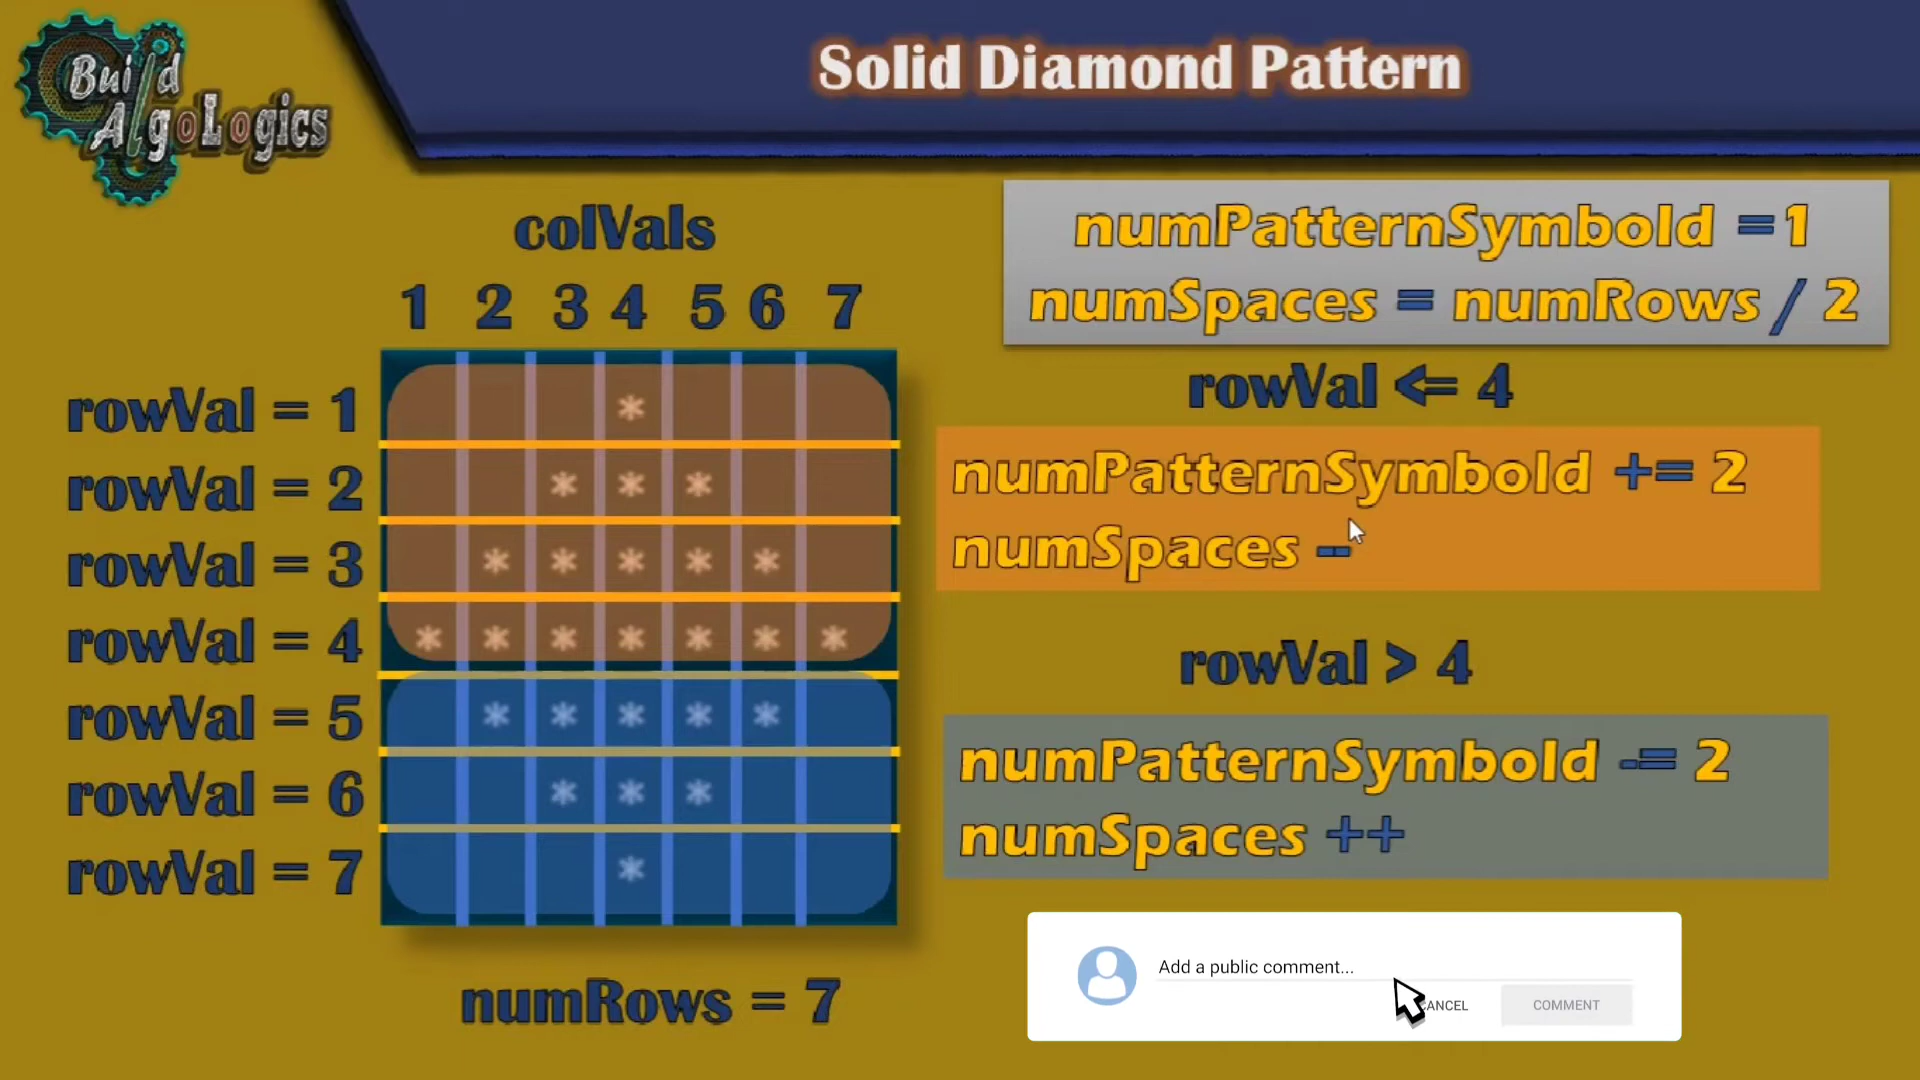 Build
AlgoLogics
Solid Diamond Pattern
colVals
1 2 3 4 5 6 7
rowVal = 1
*
rowVal = 2
* * *
rowVal = 3
* * * * *
rowVal = 4
* * * * * * *
rowVal = 5
* * * * *
rowVal = 6
* * *
rowVal = 7
*
numRows = 7
numPatternSymbold =1
numSpaces = numRows / 2
rowVal <= 4
numPatternSymbold += 2
numSpaces --
rowVal > 4
numPatternSymbold -= 2
numSpaces ++
Add a public comment...
ANCEL COMMENT